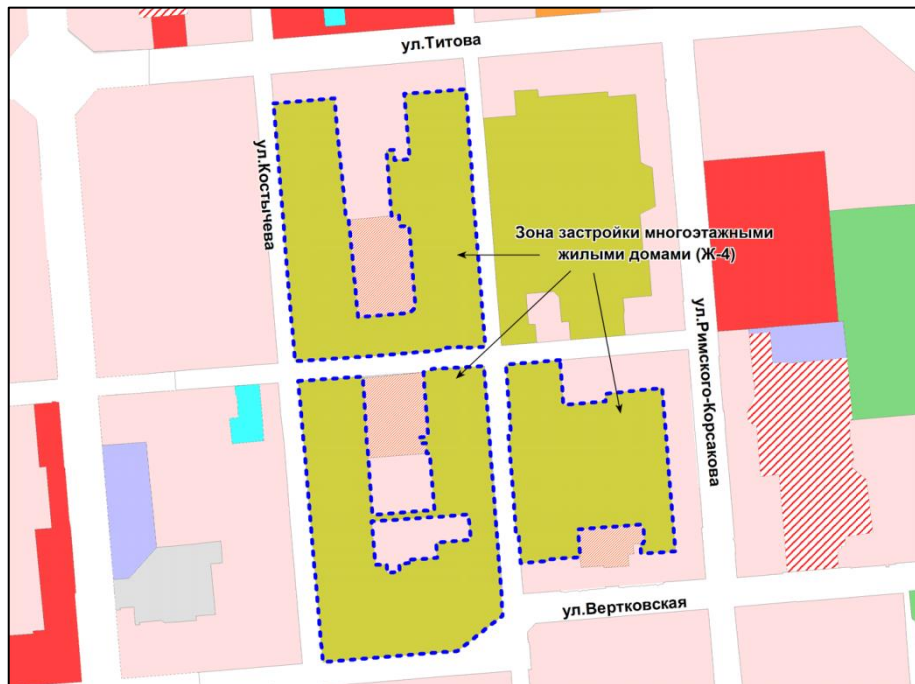 ул.Титова
ул.Костычева
Зона застройки многоэтажными
жилыми домами (Ж-4)
ул.Римского-Корсакова
ул.Вертковская